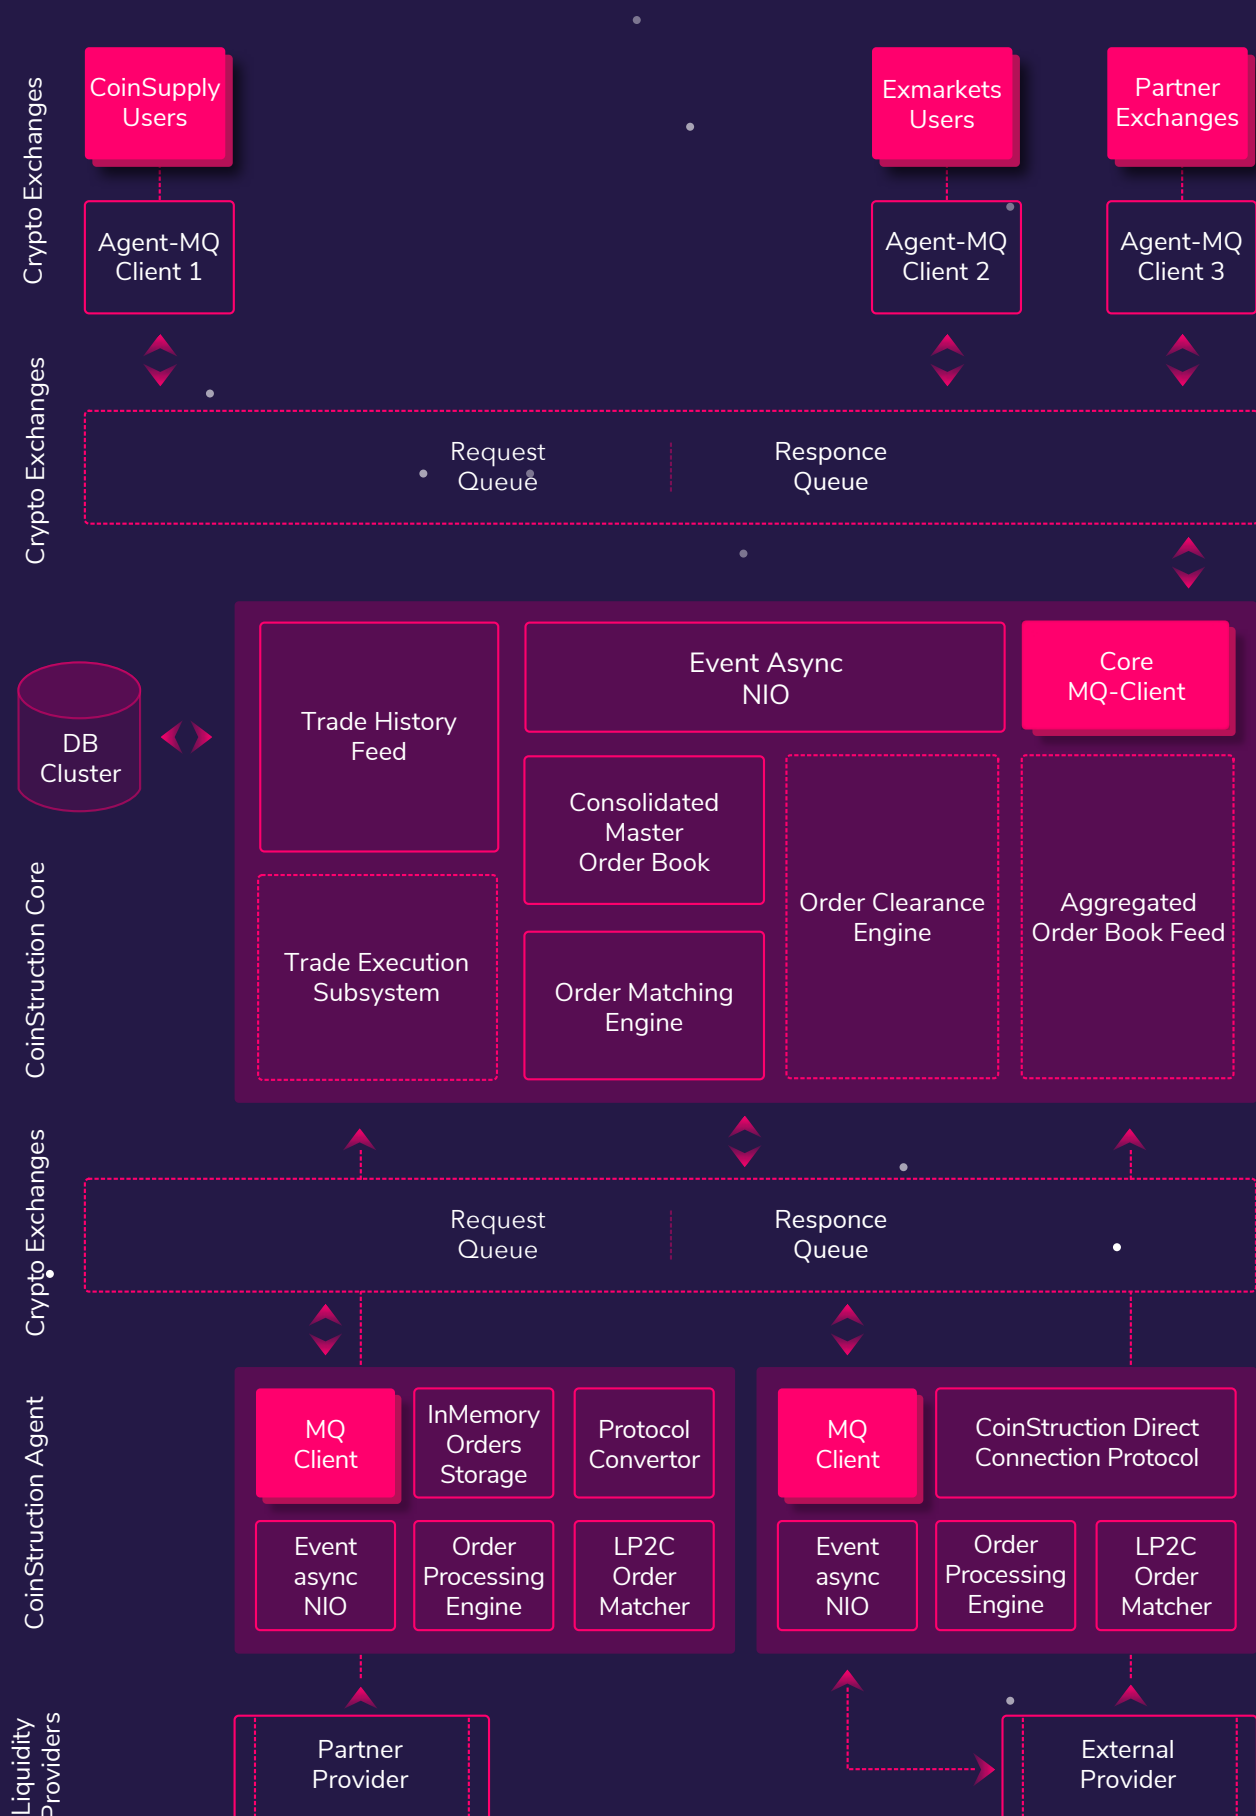 Crypto Exchanges
CoinSupply
Users
Exmarkets
Users
Partner
Exchanges
Agent-MQ
Client 1
Agent-MQ
Client 2
Agent-MQ
Client 3
Crypto Exchanges
Request
Queue
Responce
Queue
DB
Cluster
CoinStruction Core
Trade History
Feed
Event Async
NIO
Core
MQ-Client
Consolidated
Master
Order Book
Order Clearance
Engine
Aggregated
Order Book Feed
Trade Execution
Subsystem
Order Matching
Engine
Crypto Exchanges
Request
Queue
Responce
Queue
CoinStruction Agent
MQ
Client
InMemory
Orders
Storage
Protocol
Convertor
Event
async
NIO
Order
Processing
Engine
LP2C
Order
Matcher
MQ
Client
CoinStruction Direct
Connection Protocol
Event
async
NIO
Order
Processing
Engine
LP2C
Order
Matcher
Liquidity
Providers
Partner
Provider
External
Provider